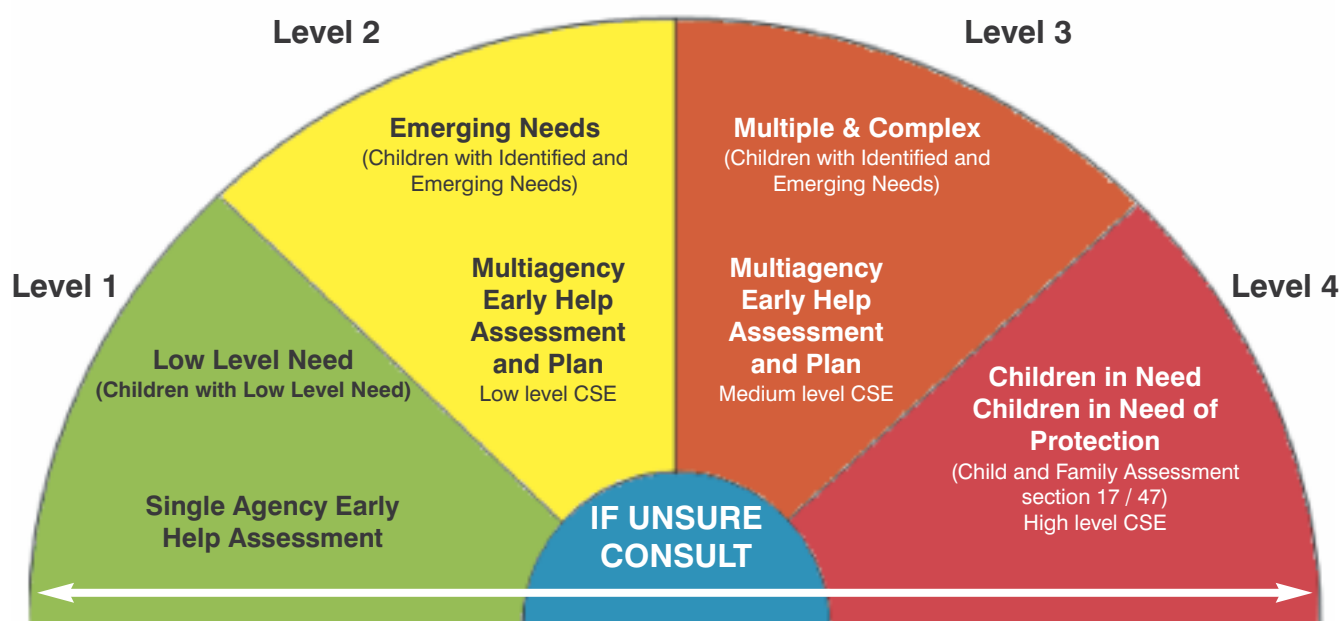 Level 2
Level 3
Emerging Needs
(Children with Identified and
Emerging Needs)
Multiple & Complex
(Children with Identified and
Emerging Needs)
Level 1
Level 4
Multiagency
Early Help
Assessment
and Plan
Low level CSE
Multiagency
Early Help
Assessment
and Plan
Medium level CSE
Low Level Need
(Children with Low Level Need)
Children in Need
Children in Need of
Protection
(Child and Family Assessment
section 17 / 47)
High level CSE
Single Agency Early
Help Assessment
IF UNSURE
CONSULT